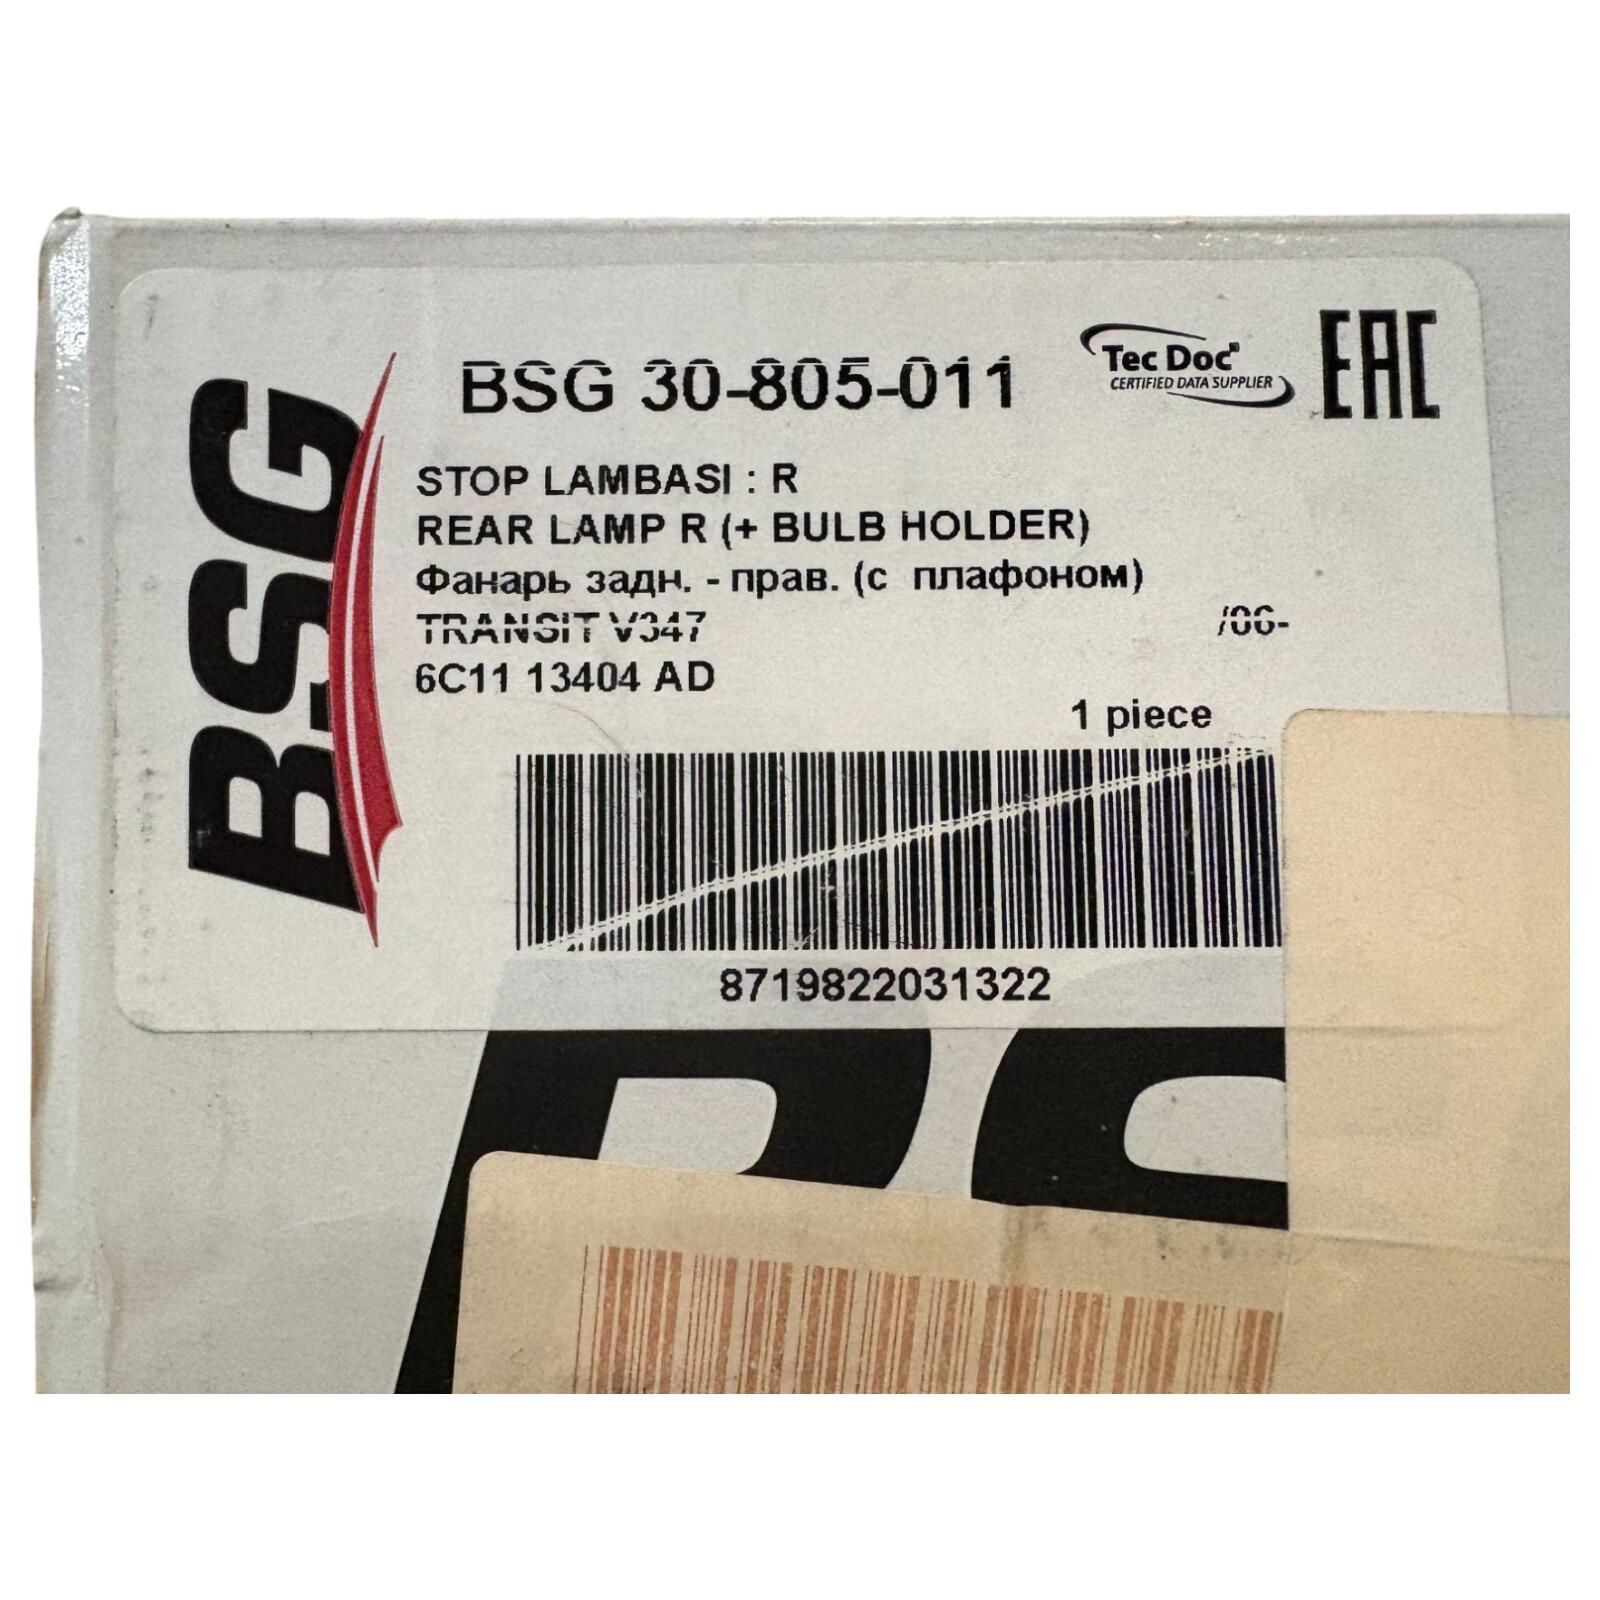 BSG
BSG 30-805-011
Tec Doc
CERTIFIED DATA SUPPLIER
EAC
STOP LAMBASI : R
REAR LAMP R (+ BULB HOLDER)
Фанарь задн. - прав. (с плафоном)
TRANSIT V347 /06-
6C11 13404 AD
1 piece
8719822031322